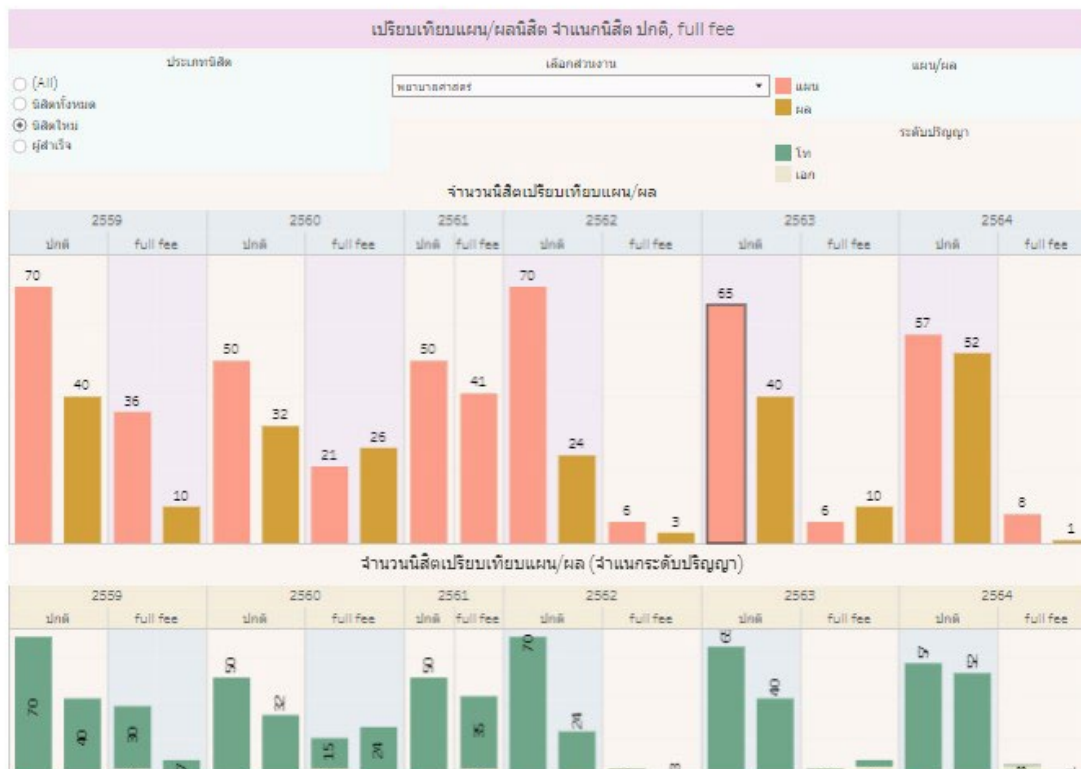 เปรียบเทียบแผน/ผลนิสิต จำแนกนิสิต ปกติ, full fee
ประเภทนิสิต
(All)
นิสิตทั้งหมด
นิสิตใหม่
ผู้สำเร็จ
เลือกส่วนงาน
พยาบาลศาสตร์
แผน/ผล
แผน
ผล
ระดับปริญญา
โท
เอก
จำนวนนิสิตเปรียบเทียบแผน/ผล
2559 2560 2561 2562 2563 2564
ปกติ full fee ปกติ full fee ปกติ full fee ปกติ full fee ปกติ full fee ปกติ full fee
70 40 36 10 50 32 21 26 50 41 70 24 6 3 65 40 6 10 57 52 8 1
จำนวนนิสิตเปรียบเทียบแผน/ผล (จำแนกระดับปริญญา)
2559 2560 2561 2562 2563 2564
ปกติ full fee ปกติ full fee ปกติ full fee ปกติ full fee ปกติ full fee ปกติ full fee
70 40 30 7 50 32 15 24 50 35 70 24 40